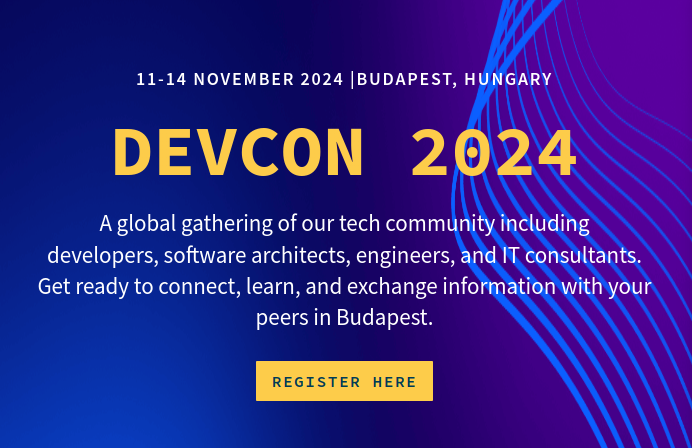 11-14 NOVEMBER 2024 |BUDAPEST, HUNGARY
DEVCON 2024
A global gathering of our tech community including
developers, software architects, engineers, and IT consultants.
Get ready to connect, learn, and exchange information with your
peers in Budapest.
REGISTER HERE